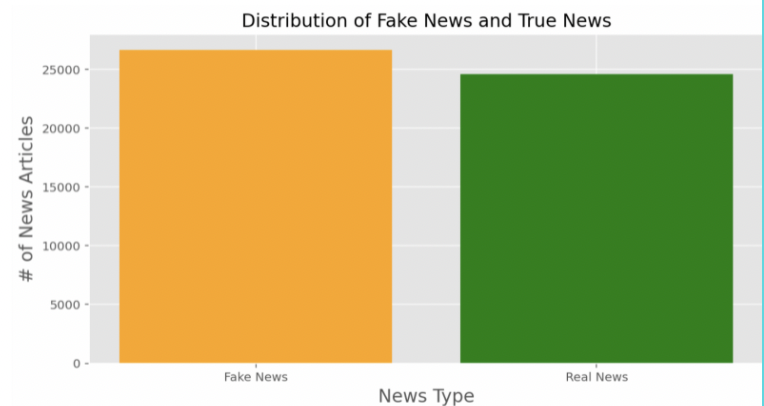 Distribution of Fake News and True News
# of News Articles
25000
20000
15000
10000
5000
0
Fake News
Real News
News Type